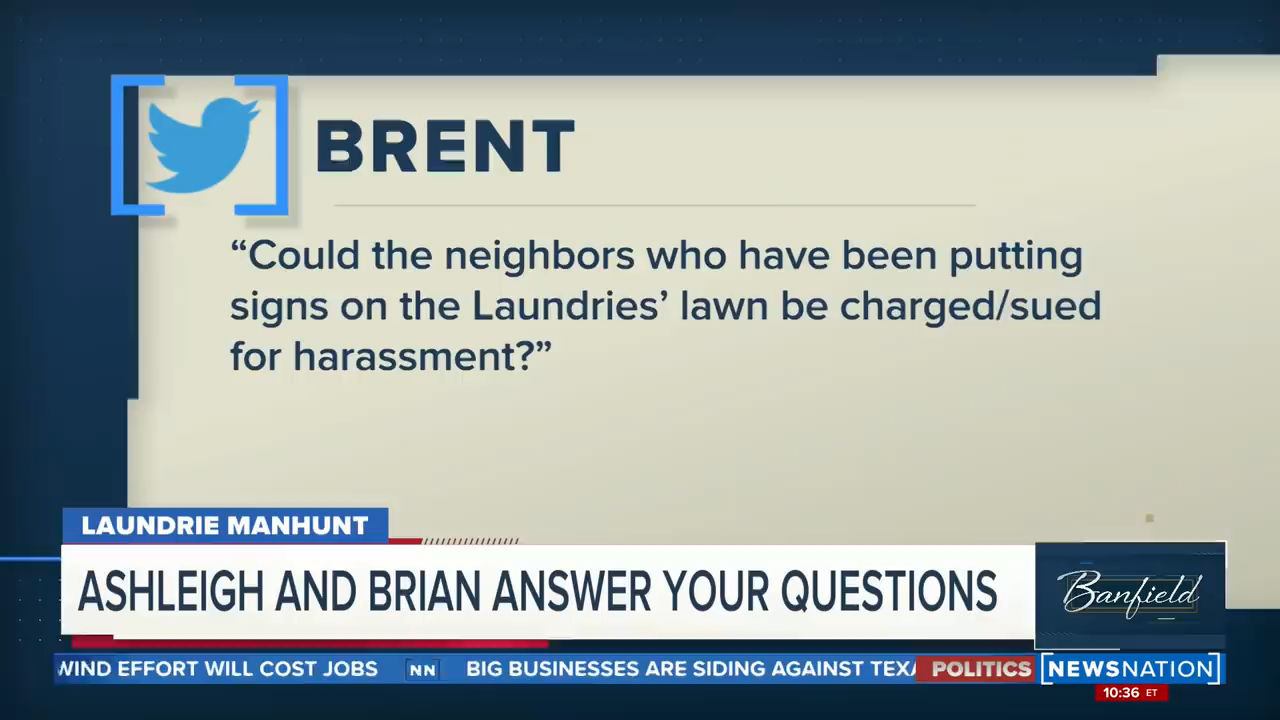 BRENT
“Could the neighbors who have been putting
signs on the Laundries’ lawn be charged/sued
for harassment?”
LAUNDRIE MANHUNT
ASHLEIGH AND BRIAN ANSWER YOUR QUESTIONS
Banfield
WIND EFFORT WILL COST JOBS NN BIG BUSINESSES ARE SIDING AGAINST POLITICS NEWSNATION
10:36 ET